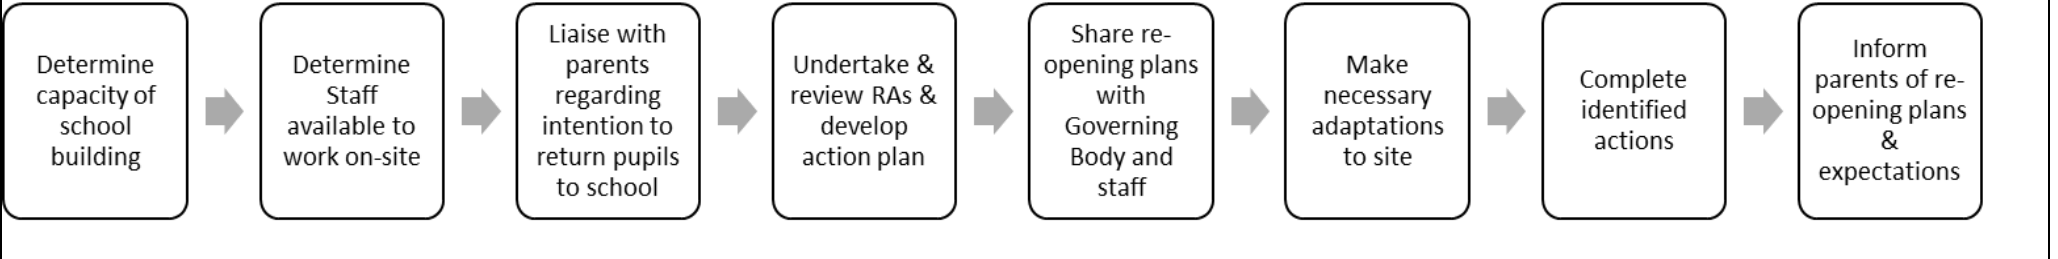 Determine
capacity of
school
building
Determine
Staff
available to
work on-site
Liaise with
parents
regarding
intention to
return pupils
to school
Undertake &
review RAs &
develop
action plan
Share re-
opening plans
with
Governing
Body and
staff
Make
necessary
adaptations
to site
Complete
identified
actions
Inform
parents of re-
opening plans
&
expectations